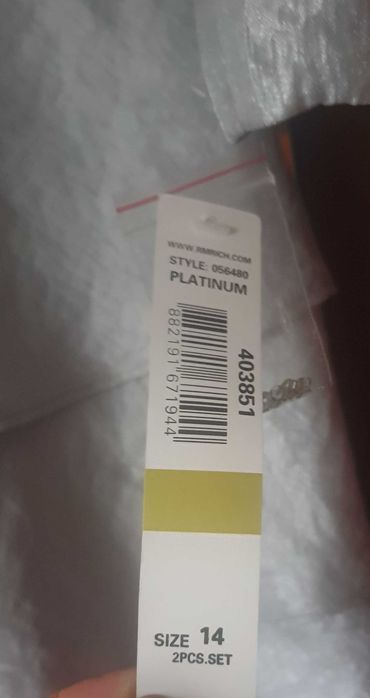 WWW.RMRICH.COM
STYLE: 056480
PLATINUM
403851
882191671944
SIZE 14
2PCS.SET